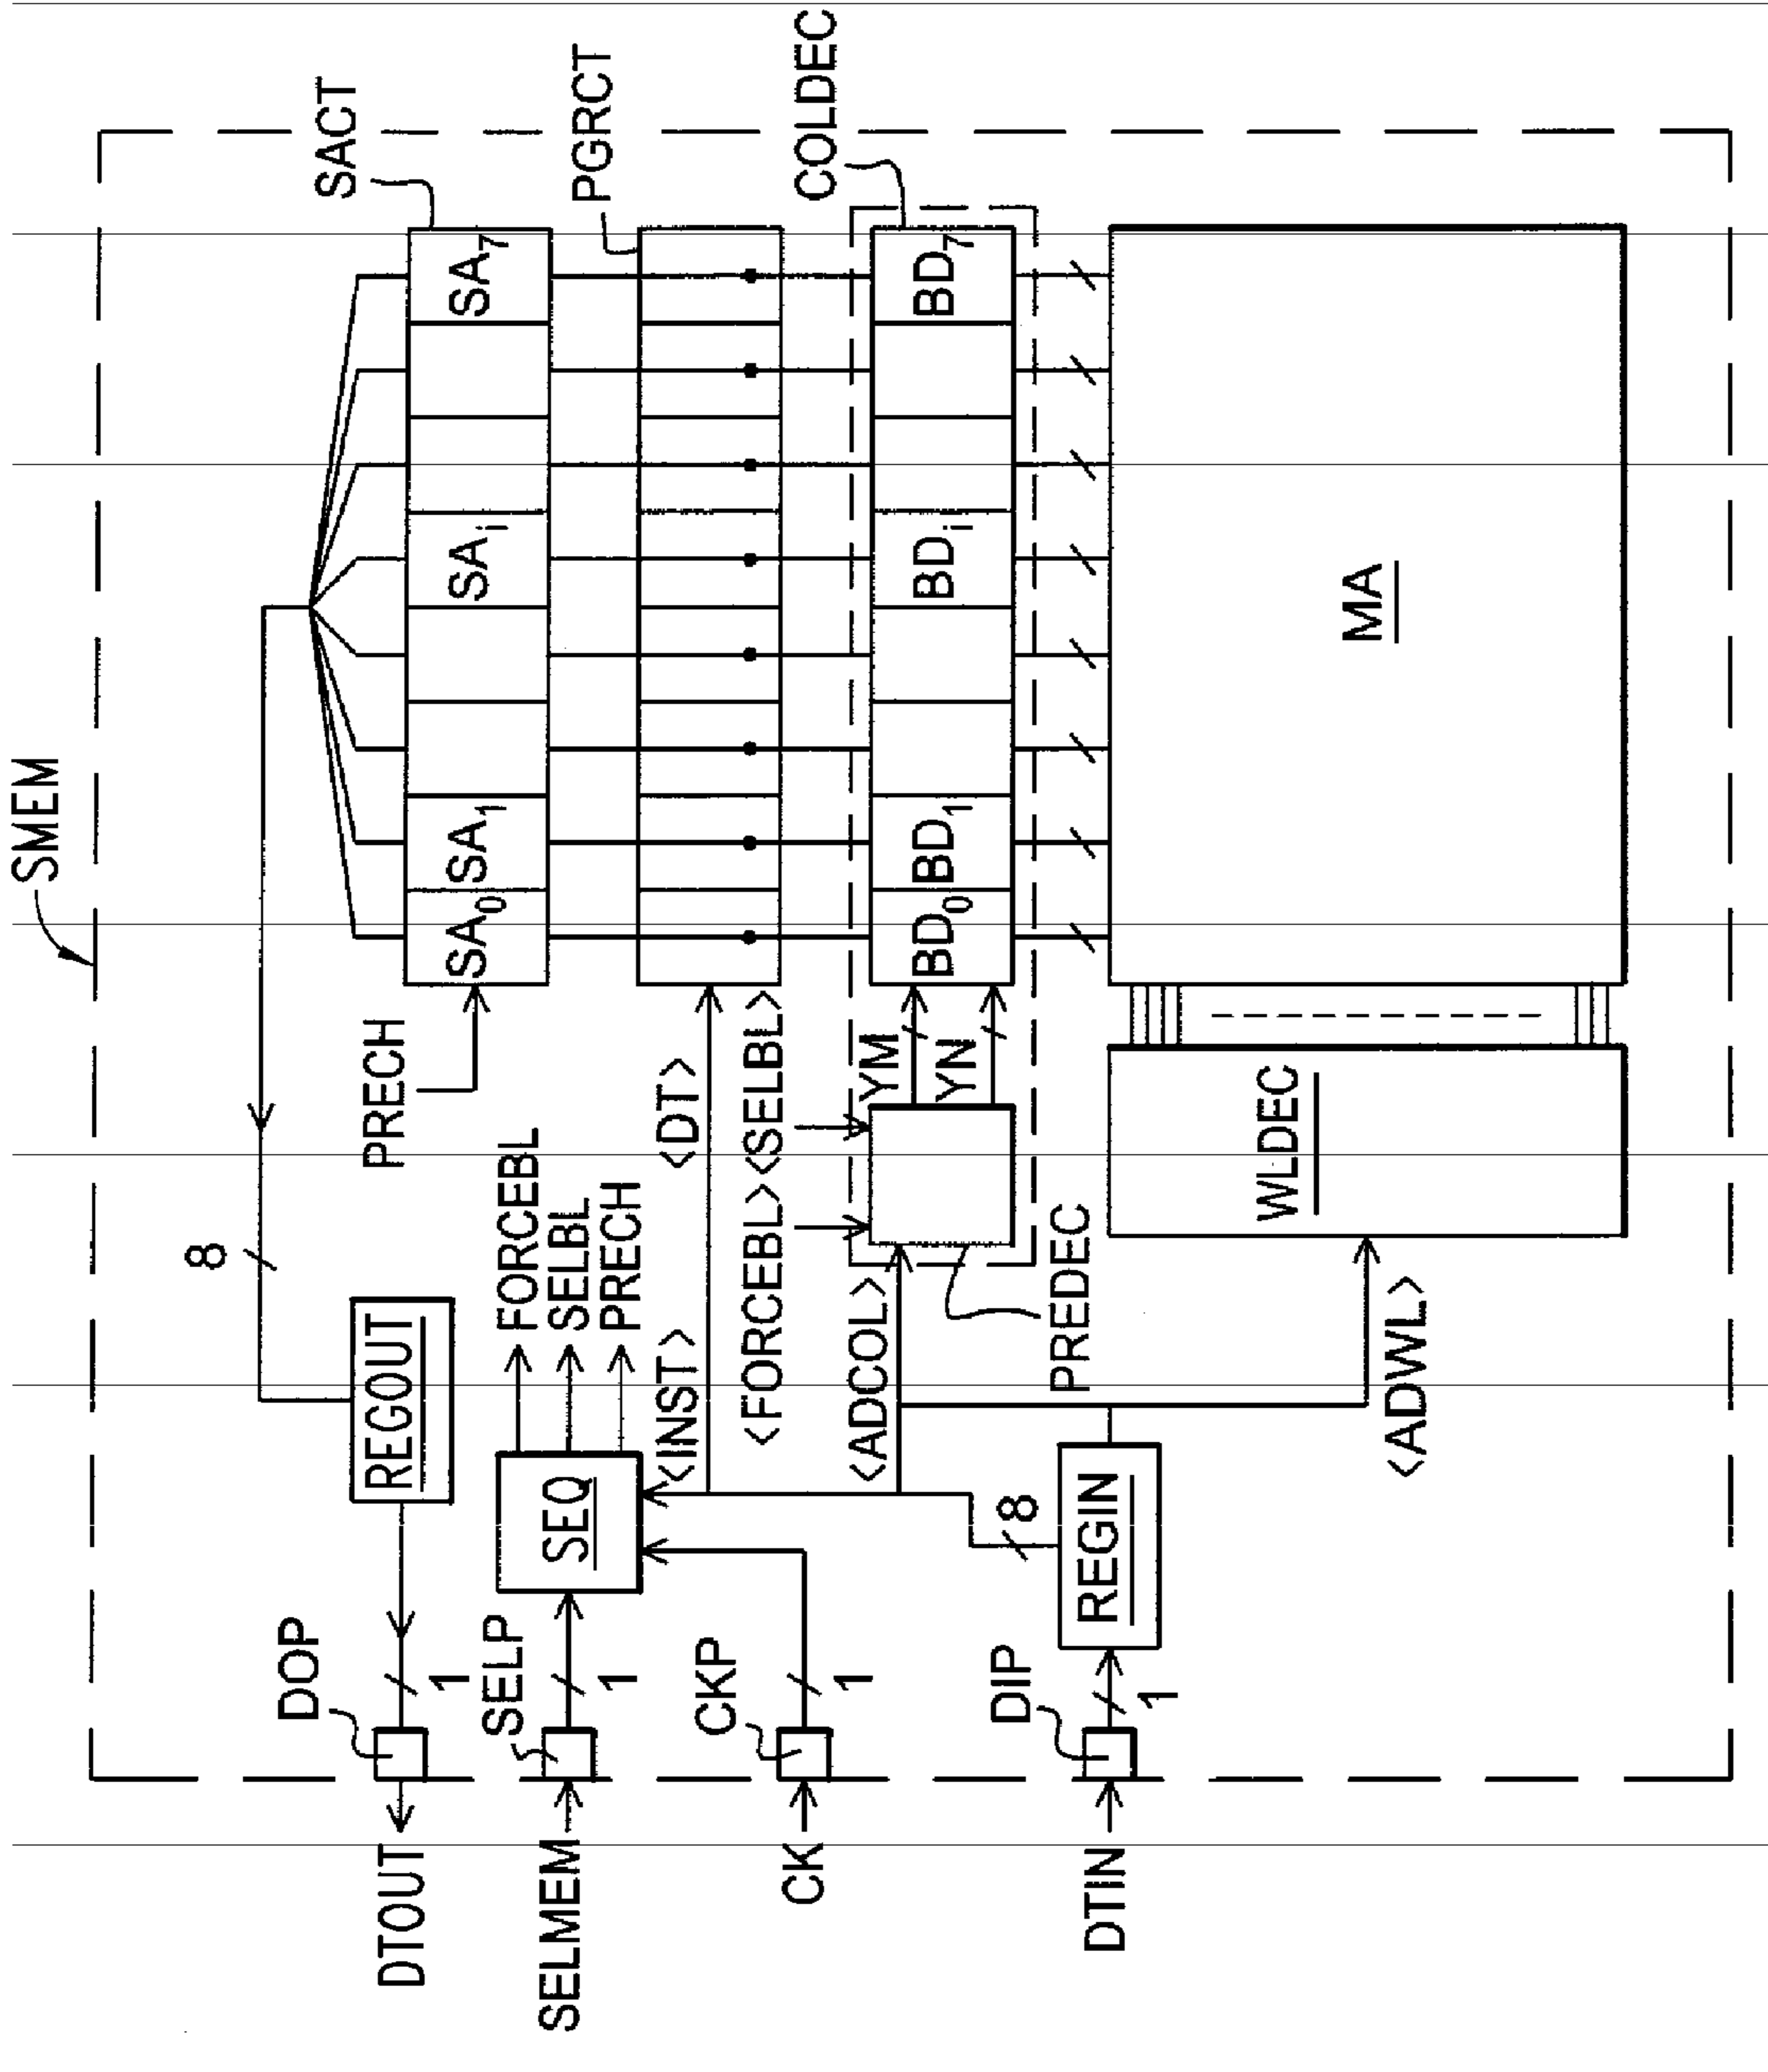 SMEM
SACT
PGRCT
COLDEC
8
REGOUT
PRECH
SA0
SA1
SAi
SA7
FORCEBL
SELBL
PRECH
<DT>
<INST>
<FORCEBL>
<SELBL>
<ADCOL>
YM
YN
BD0
BD1
BDi
BD7
PREDEC
SEQ
8
REGIN
<ADWL>
WLDEC
MA
DOP
1
SELP
1
CKP
1
DIP
1
DTOUT
SELMEM
CK
DTIN